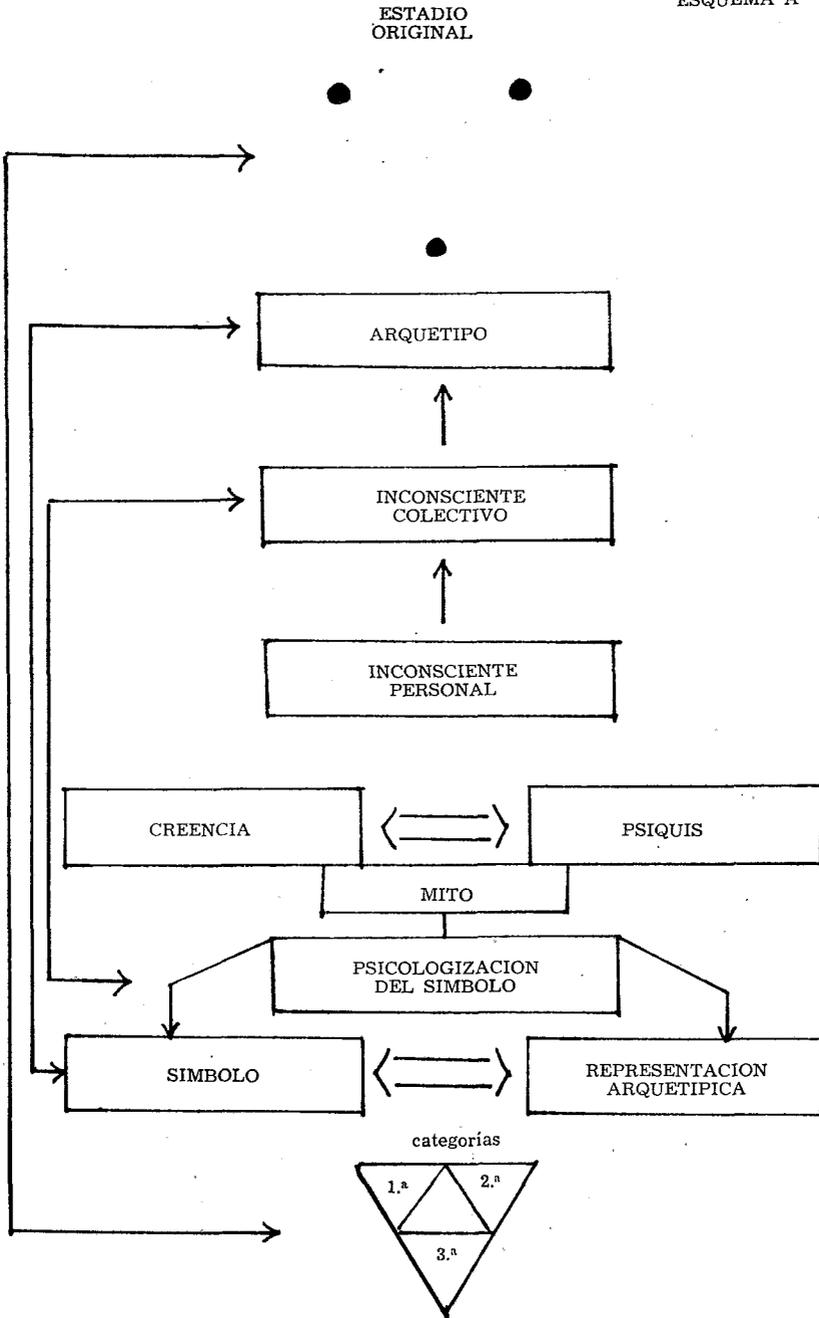 ESQUEMA A
ESTADIO
ORIGINAL
ARQUETIPO
INCONSCIENTE
COLECTIVO
INCONSCIENTE
PERSONAL
CREENCIA
PSIQUIS
MITO
PSICOLOGIZACION
DEL SIMBOLO
SIMBOLO
REPRESENTACION
ARQUETIPICA
categorías
1.ª
2.ª
3.ª